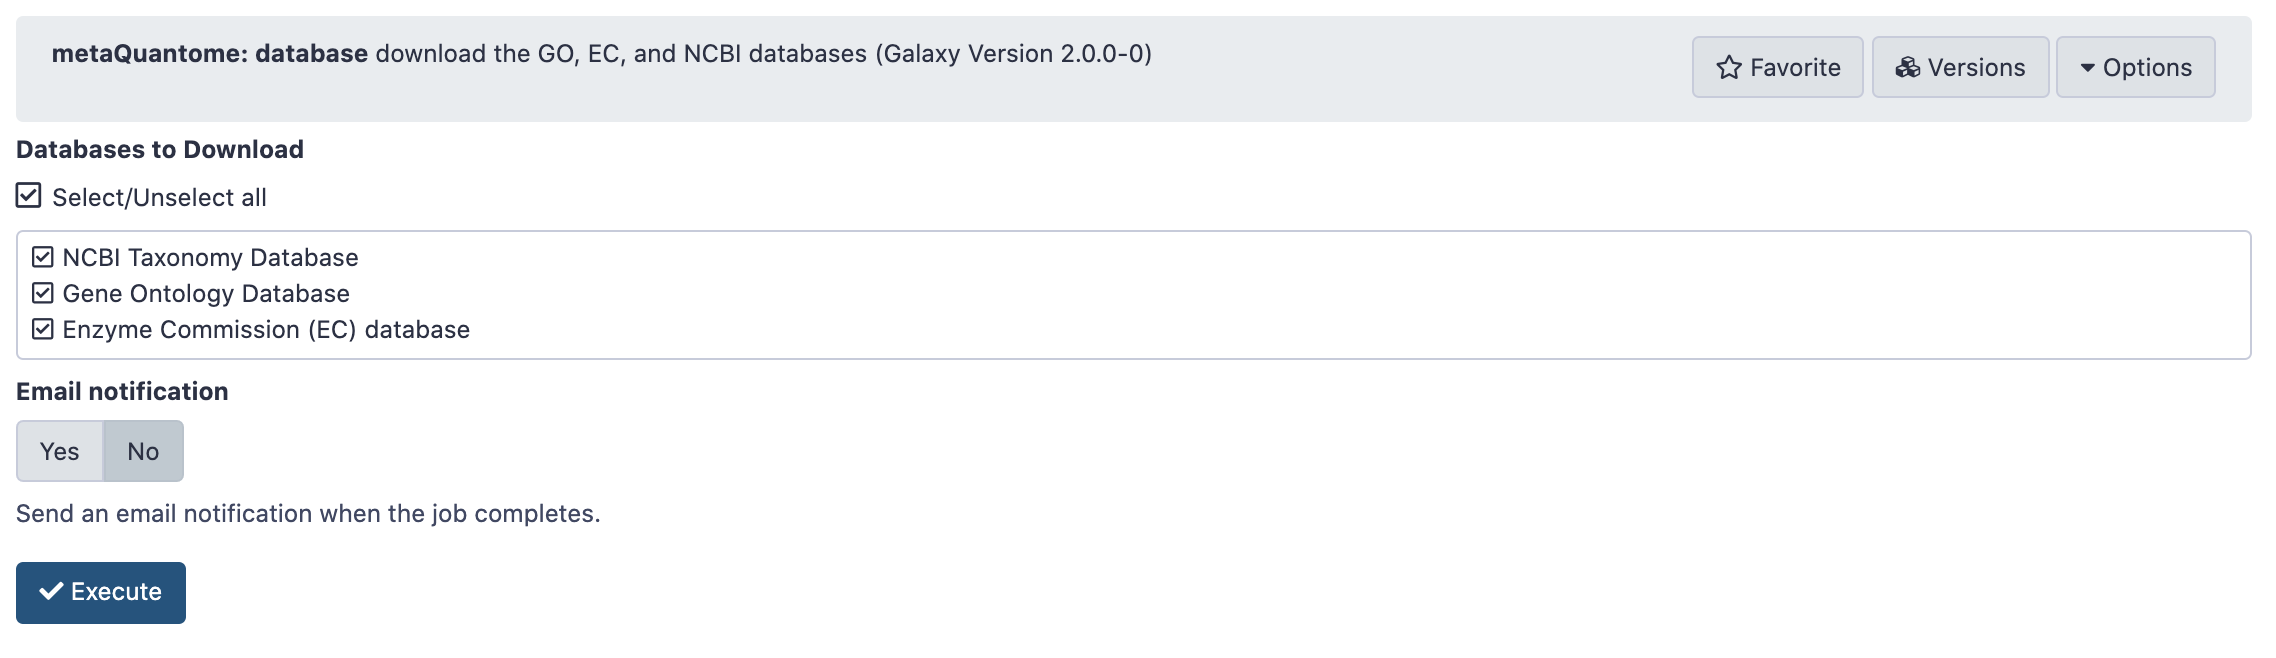 metaQuantome: database download the GO, EC, and NCBI databases (Galaxy Version 2.0.0-0)
Favorite
Versions
Options
Databases to Download
Select/Unselect all
NCBI Taxonomy Database
Gene Ontology Database
Enzyme Commission (EC) database
Email notification
Yes No
Send an email notification when the job completes.
Execute